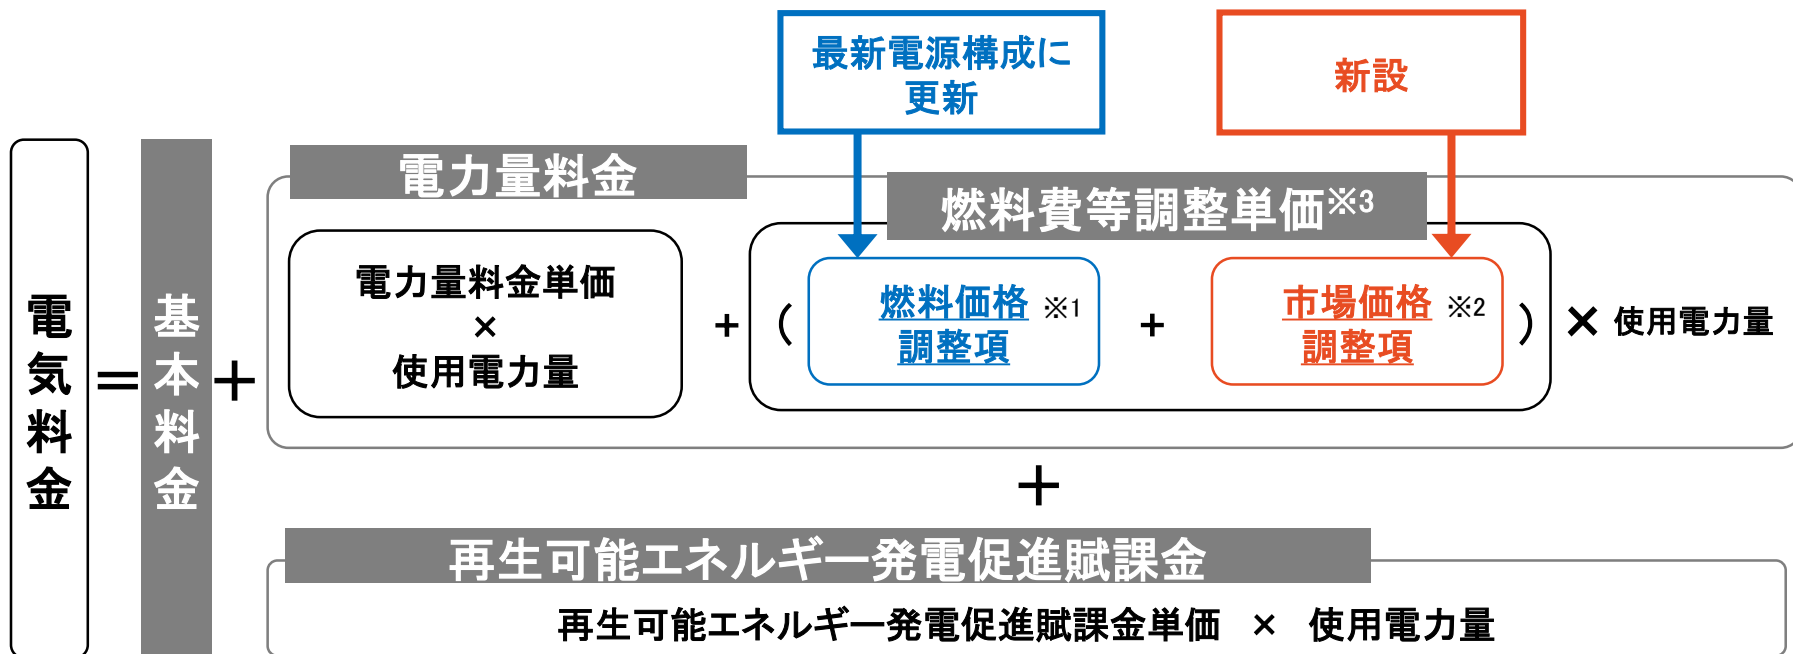 最新電源構成に
更新
新設
電力量料金
燃料費等調整単価※3
電気料金
=
基本料金
+
電力量料金単価
×
使用電力量
+
(
燃料価格 ※1
調整項
+
市場価格 ※2
調整項
)
× 使用電力量
+
再生可能エネルギー発電促進賦課金
再生可能エネルギー発電促進賦課金単価 × 使用電力量